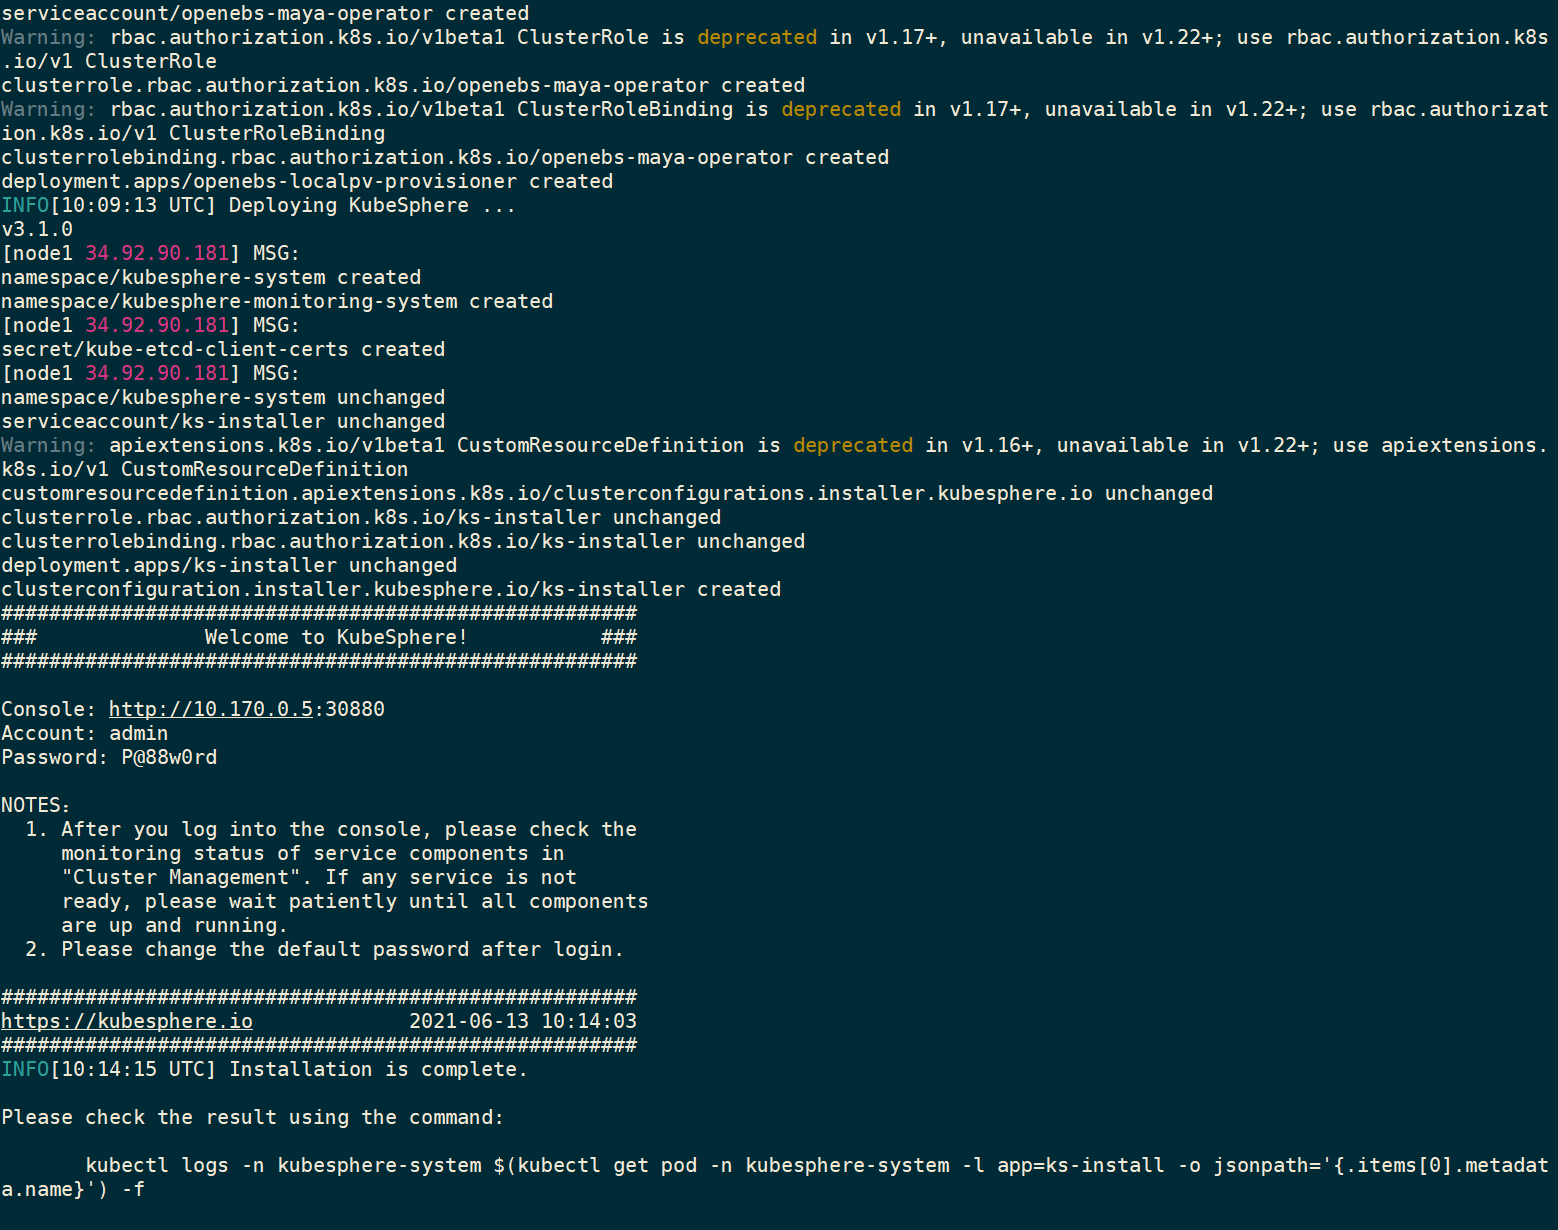 serviceaccount/openebs-maya-operator created
Warning: rbac.authorization.k8s.io/v1beta1 ClusterRole is deprecated in v1.17+, unavailable in v1.22+; use rbac.authorization.k8s
.io/v1 ClusterRole
clusterrole.rbac.authorization.k8s.io/openebs-maya-operator created
Warning: rbac.authorization.k8s.io/v1beta1 ClusterRoleBinding is deprecated in v1.17+, unavailable in v1.22+; use rbac.authorizat
ion.k8s.io/v1 ClusterRoleBinding
clusterrolebinding.rbac.authorization.k8s.io/openebs-maya-operator created
deployment.apps/openebs-localpv-provisioner created
INFO[10:09:13 UTC] Deploying KubeSphere ...
v3.1.0
[node1 34.92.90.181] MSG:
namespace/kubesphere-system created
namespace/kubesphere-monitoring-system created
[node1 34.92.90.181] MSG:
secret/kube-etcd-client-certs created
[node1 34.92.90.181] MSG:
namespace/kubesphere-system unchanged
serviceaccount/ks-installer unchanged
Warning: apiextensions.k8s.io/v1beta1 CustomResourceDefinition is deprecated in v1.16+, unavailable in v1.22+; use apiextensions.
k8s.io/v1 CustomResourceDefinition
customresourcedefinition.apiextensions.k8s.io/clusterconfigurations.installer.kubesphere.io unchanged
clusterrole.rbac.authorization.k8s.io/ks-installer unchanged
clusterrolebinding.rbac.authorization.k8s.io/ks-installer unchanged
deployment.apps/ks-installer unchanged
clusterconfiguration.installer.kubesphere.io/ks-installer created
#####################################################
###              Welcome to KubeSphere!           ###
#####################################################

Console: http://10.170.0.5:30880
Account: admin
Password: P@88w0rd

NOTES:
  1. After you log into the console, please check the
     monitoring status of service components in
     "Cluster Management". If any service is not
     ready, please wait patiently until all components
     are up and running.
  2. Please change the default password after login.

#####################################################
https://kubesphere.io             2021-06-13 10:14:03
#####################################################
INFO[10:14:15 UTC] Installation is complete.

Please check the result using the command:

       kubectl logs -n kubesphere-system $(kubectl get pod -n kubesphere-system -l app=ks-install -o jsonpath='{.items[0].metadat
a.name}') -f